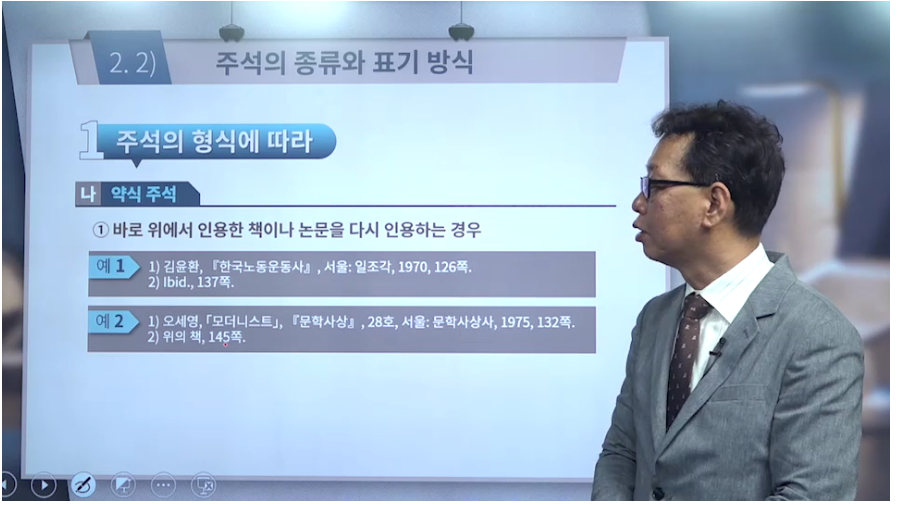 2. 2) 주석의 종류와 표기 방식
1 주석의 형식에 따라
나 약식 주석
① 바로 위에서 인용한 책이나 논문을 다시 인용하는 경우
예 1
1) 김윤환, 『한국노동운동사』, 서울: 일조각, 1970, 126쪽.
2) Ibid., 137쪽.
예 2
1) 오세영, 「모더니스트」, 『문학사상』, 28호, 서울: 문학사상사, 1975, 132쪽.
2) 위의 책, 145쪽.